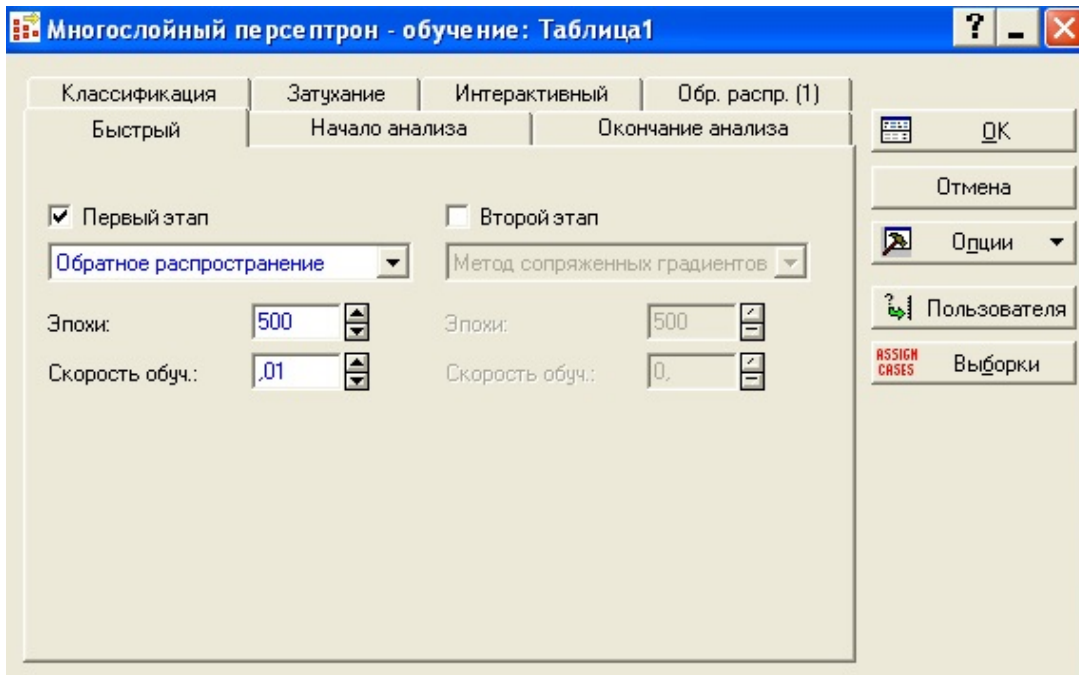 Многослойный персептрон - обучение: Таблица1
?
Классификация Затухание Интерактивный Обр. распр. (1)
Быстрый Начало анализа Окончание анализа
OK
Отмена
Опции
Пользователя
ASSIGN CASES Выборки
Первый этап Второй этап
Обратное распространение Метод сопряженных градиентов
Эпохи: 500 Эпохи: 500
Скорость обуч.: ,01 Скорость обуч.: 0,